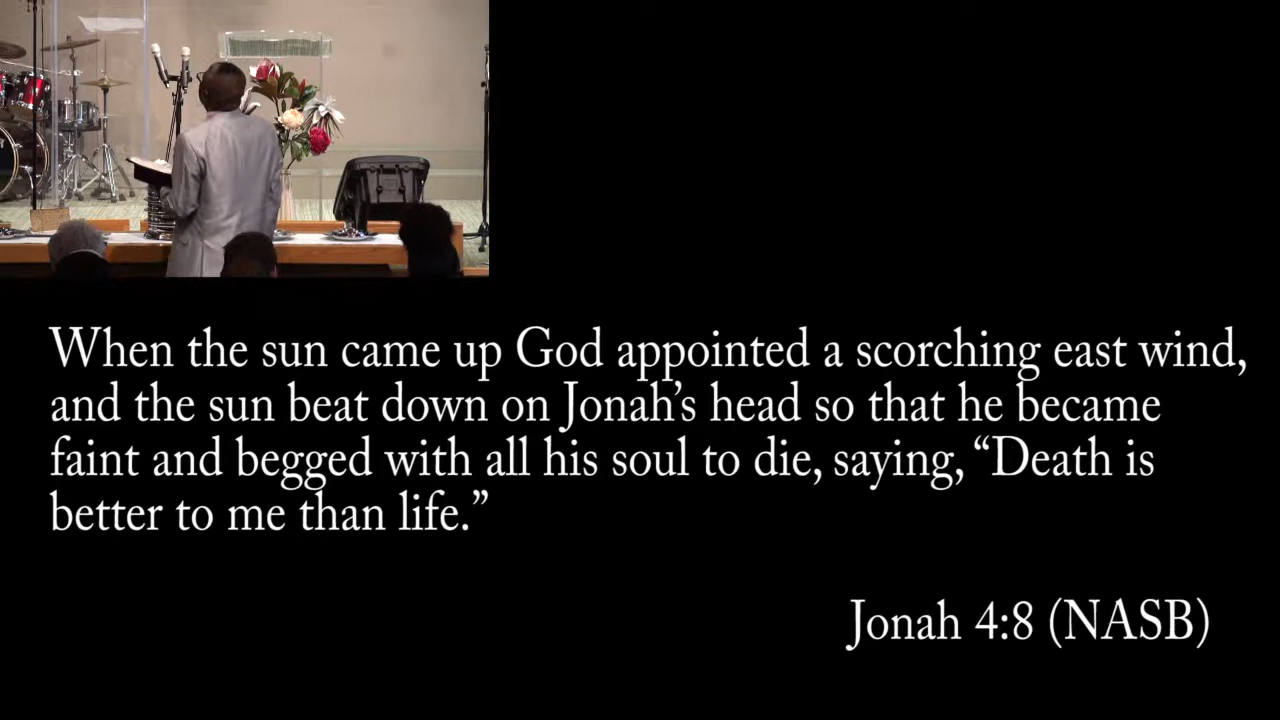 When the sun came up God appointed a scorching east wind,
and the sun beat down on Jonah’s head so that he became
faint and begged with all his soul to die, saying, “Death is
better to me than life.”
Jonah 4:8 (NASB)